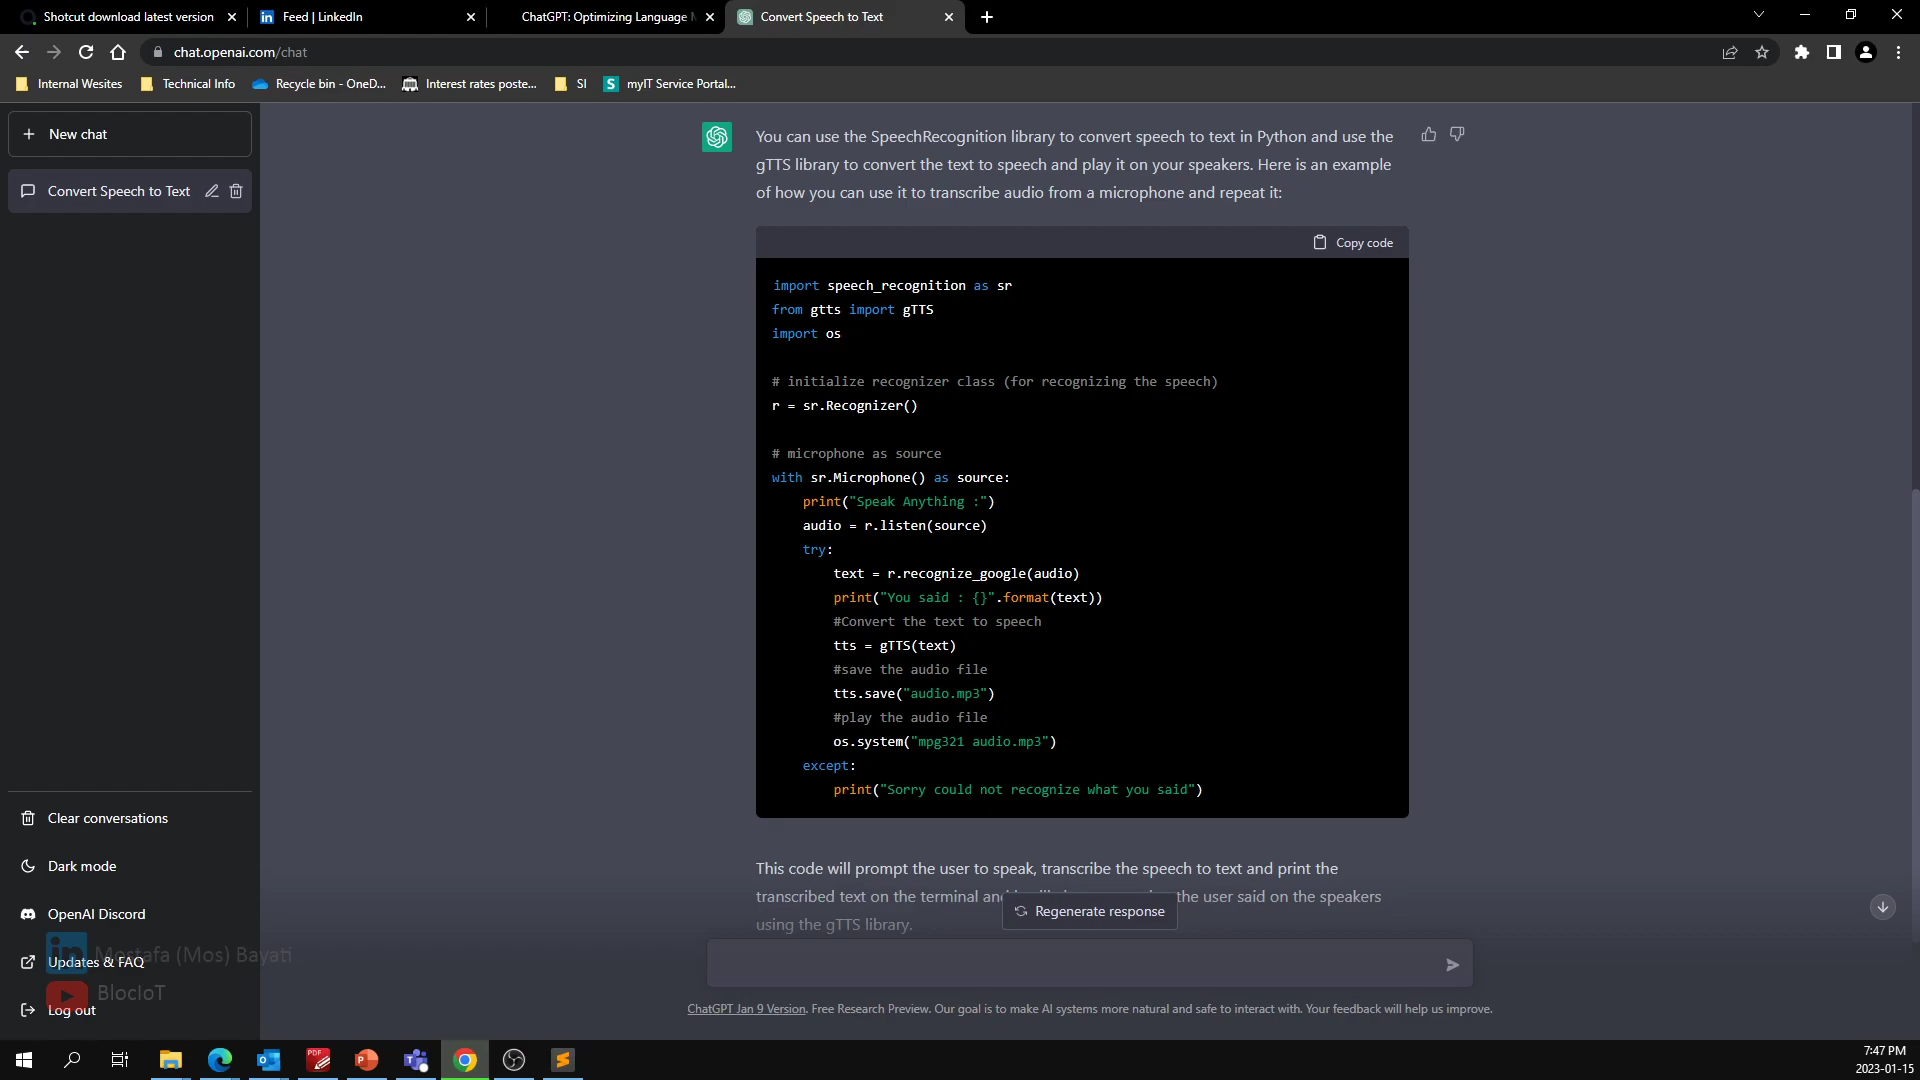 Shotcut download latest version
Feed | LinkedIn
ChatGPT: Optimizing Language
Convert Speech to Text
chat.openai.com/chat
Internal Wesites
Technical Info
Recycle bin - OneD...
Interest rates poste...
SI
S
myIT Service Portal...
New chat
Convert Speech to Text
You can use the SpeechRecognition library to convert speech to text in Python and use the
gTTS library to convert the text to speech and play it on your speakers. Here is an example
of how you can use it to transcribe audio from a microphone and repeat it:
Copy code
import speech_recognition as sr
from gtts import gTTS
import os
# initialize recognizer class (for recognizing the speech)
r = sr.Recognizer()
# microphone as source
with sr.Microphone() as source:
print("Speak Anything :")
audio = r.listen(source)
try:
text = r.recognize_google(audio)
print("You said : {}".format(text))
#Convert the text to speech
tts = gTTS(text)
#save the audio file
tts.save("audio.mp3")
#play the audio file
os.system("mpg321 audio.mp3")
except:
print("Sorry could not recognize what you said")
This code will prompt the user to speak, transcribe the speech to text and print the
transcribed text on the terminal and the user said on the speakers
using the gTTS library.
Regenerate response
Clear conversations
Dark mode
OpenAI Discord
Mostafa (Mos) Bayati
Updates & FAQ
BlocIoT
Log out
ChatGPT Jan 9 Version. Free Research Preview. Our goal is to make AI systems more natural and safe to interact with. Your feedback will help us improve.
7:47 PM
2023-01-15